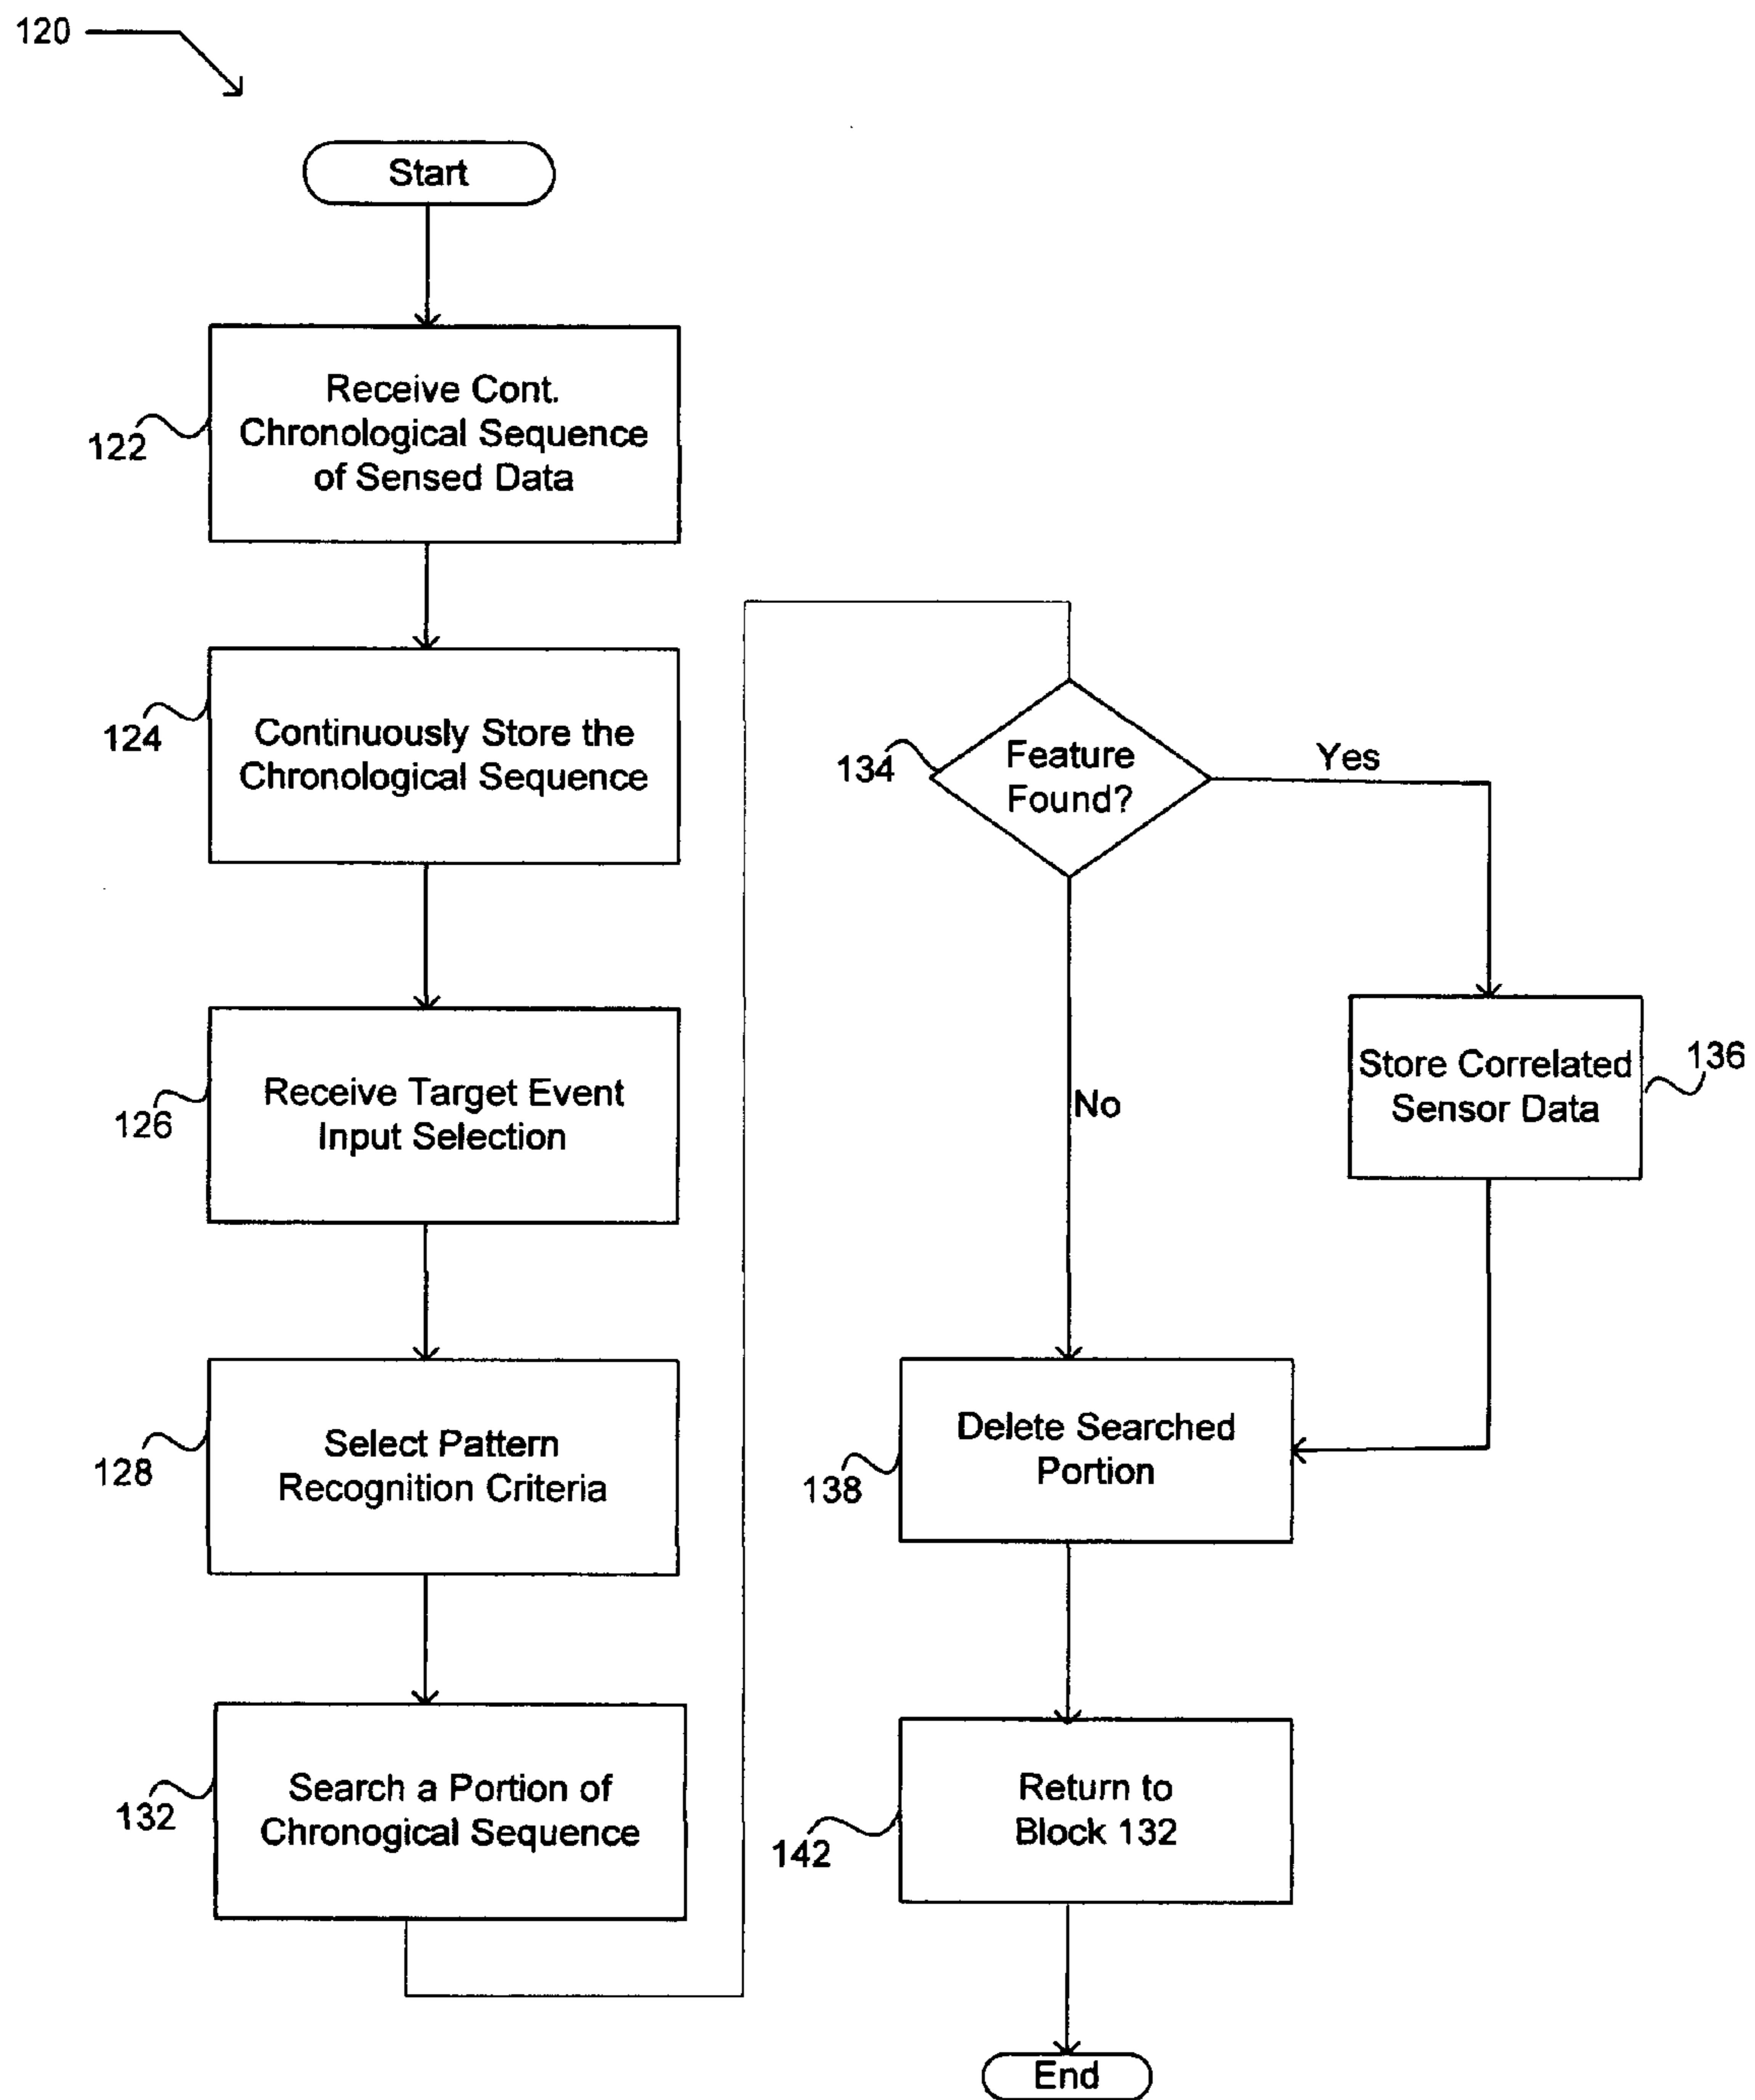 120
Start
Receive Cont.
Chronological Sequence
of Sensed Data
122
Continuously Store the
Chronological Sequence
124
Receive Target Event
Input Selection
126
Select Pattern
Recognition Criteria
128
Search a Portion of
Chronogical Sequence
132
Feature
Found?
134
Yes
No
Store Correlated
Sensor Data
136
Delete Searched
Portion
138
Return to
Block 132
142
End